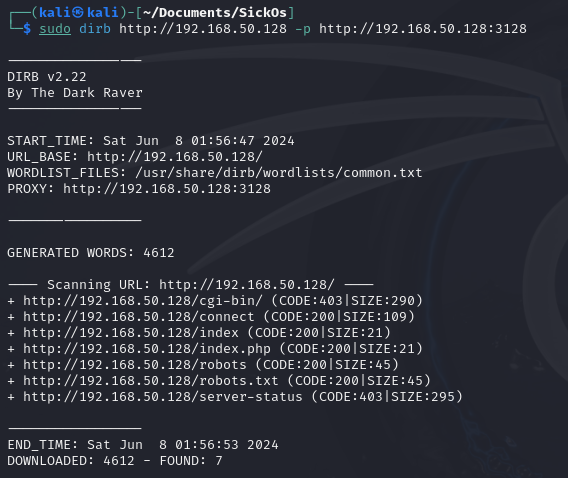 ┌──(kali㉿kali)-[~/Documents/SickOs]
└─$ sudo dirb http://192.168.50.128 -p http://192.168.50.128:3128

-----------------
DIRB v2.22
By The Dark Raver
-----------------

START_TIME: Sat Jun  8 01:56:47 2024
URL_BASE: http://192.168.50.128/
WORDLIST_FILES: /usr/share/dirb/wordlists/common.txt
PROXY: http://192.168.50.128:3128

-----------------

GENERATED WORDS: 4612

---- Scanning URL: http://192.168.50.128/ ----
+ http://192.168.50.128/cgi-bin/ (CODE:403|SIZE:290)
+ http://192.168.50.128/connect (CODE:200|SIZE:109)
+ http://192.168.50.128/index (CODE:200|SIZE:21)
+ http://192.168.50.128/index.php (CODE:200|SIZE:21)
+ http://192.168.50.128/robots (CODE:200|SIZE:45)
+ http://192.168.50.128/robots.txt (CODE:200|SIZE:45)
+ http://192.168.50.128/server-status (CODE:403|SIZE:295)

-----------------
END_TIME: Sat Jun  8 01:56:53 2024
DOWNLOADED: 4612 - FOUND: 7